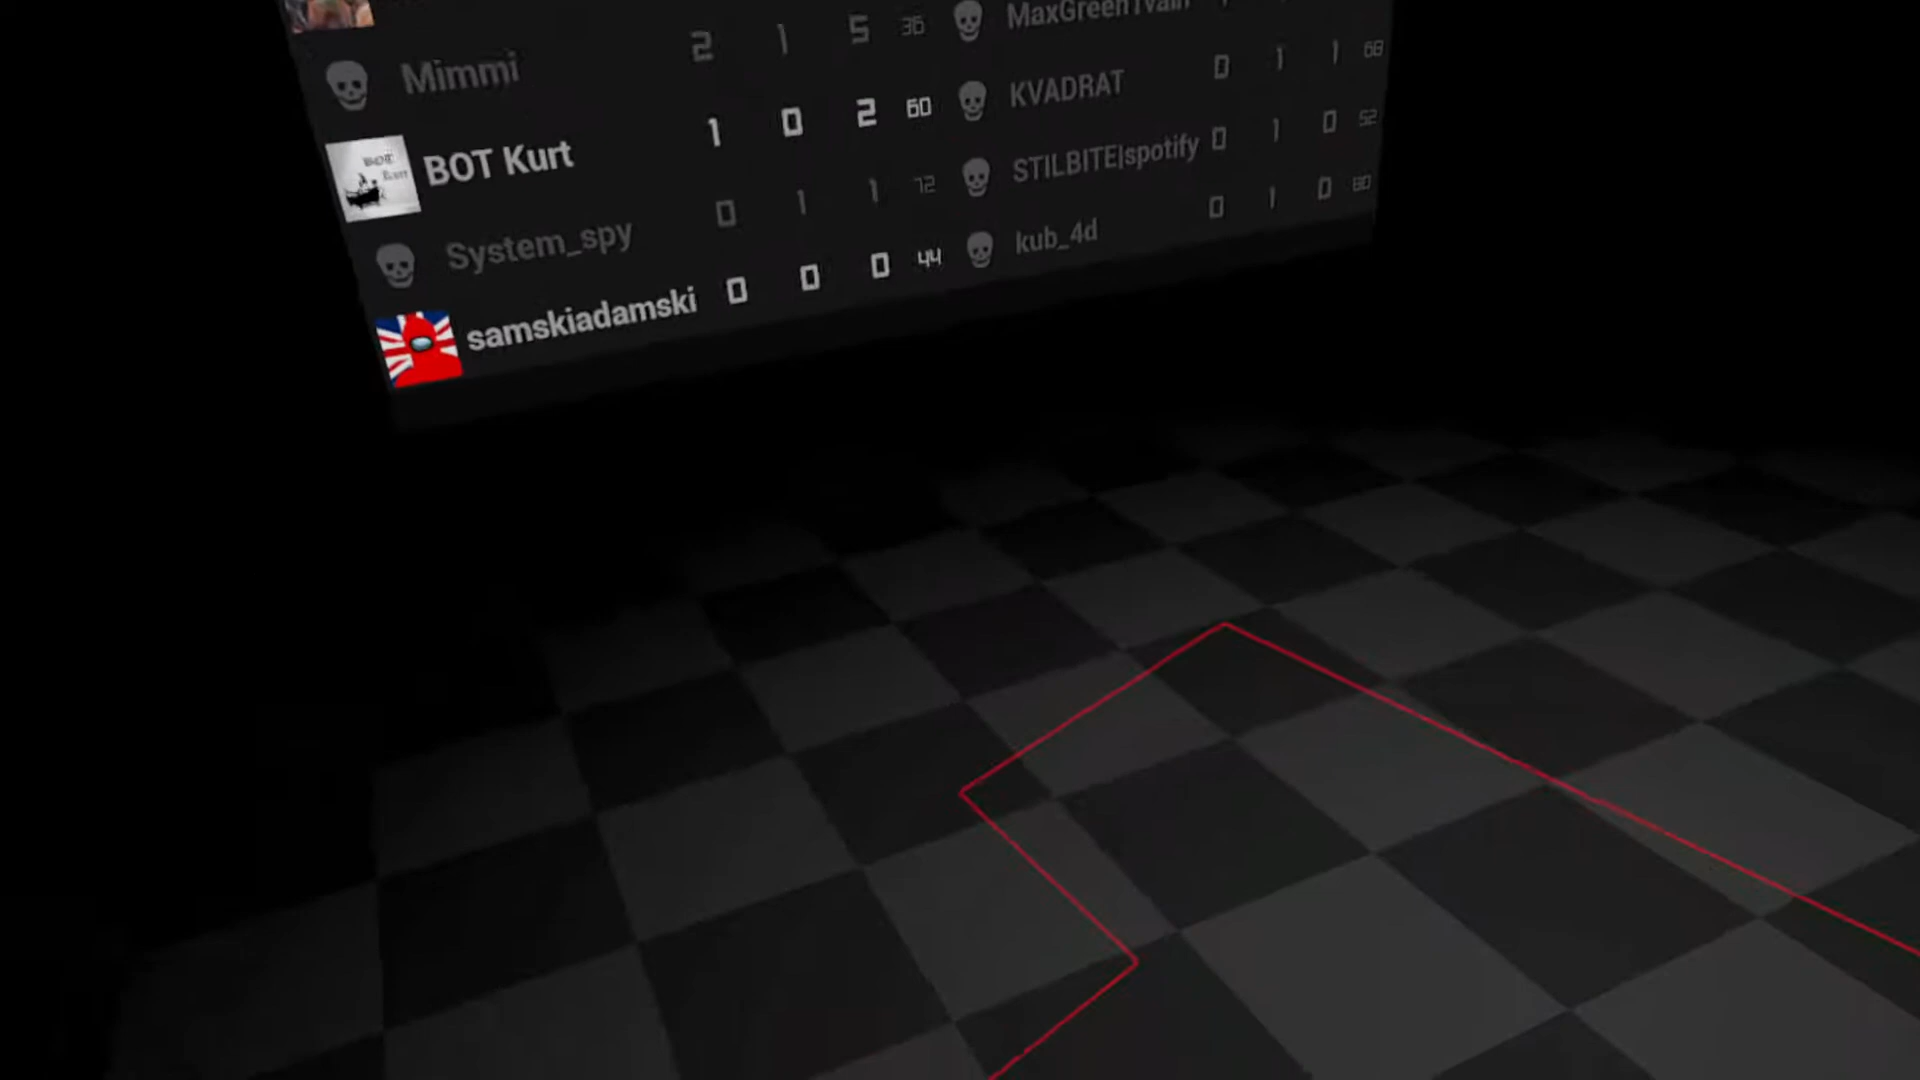 Mimmi 2 1 5 36
BOT Kurt 1 0 2 60
System_spy 0 1 1 72
samskiadamski 0 0 0 44
KVADRAT 0 1 1 68
STILBITE|spotify 0 1 0 52
kub_4d 0 1 0 80